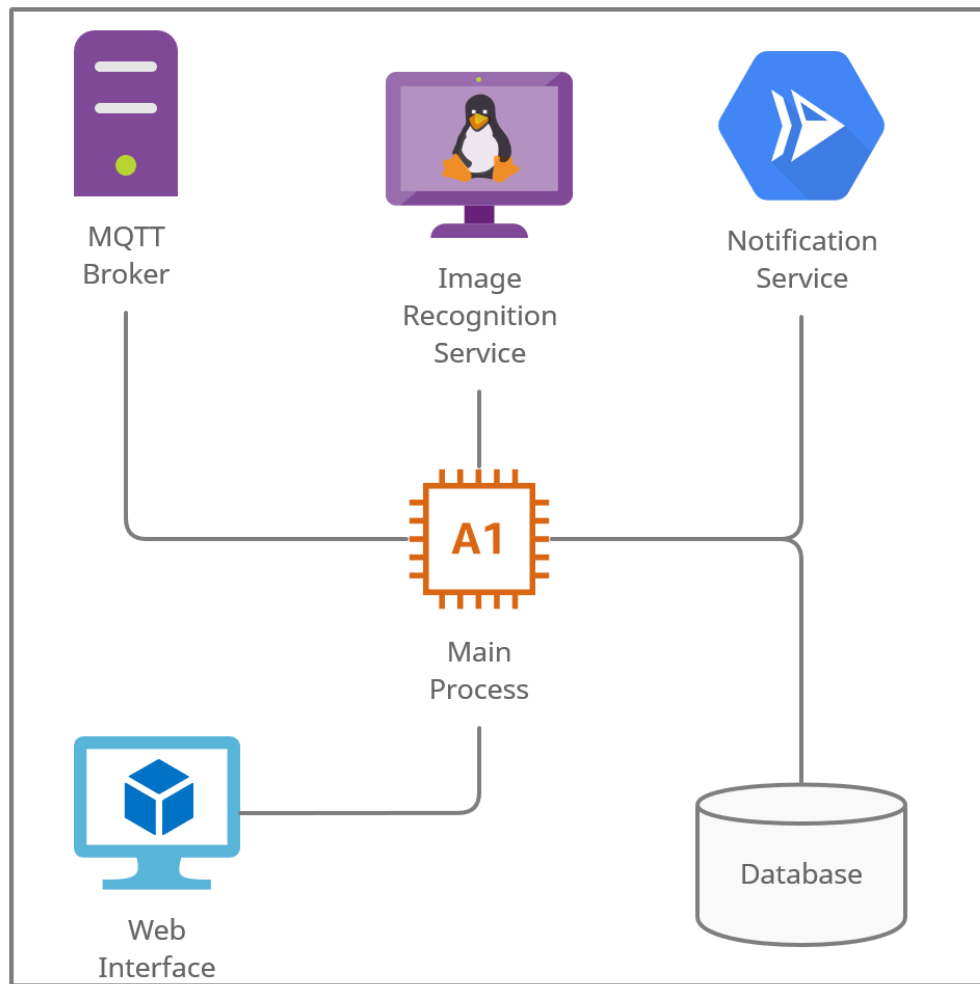 MQTT
Broker
Image
Recognition
Service
Notification
Service
A1
Main
Process
Web
Interface
Database